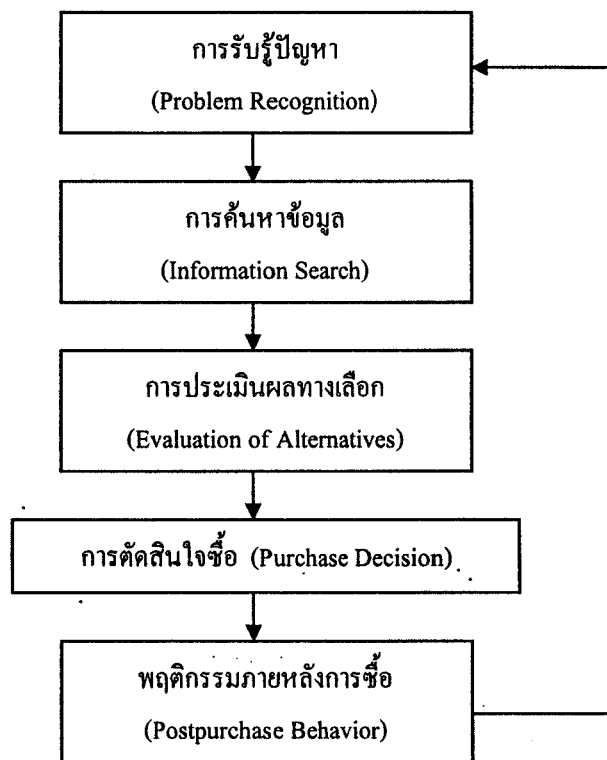 การรับรู้ปัญหา
(Problem Recognition)
การค้นหาข้อมูล
(Information Search)
การประเมินผลทางเลือก
(Evaluation of Alternatives)
การตัดสินใจซื้อ (Purchase Decision)
พฤติกรรมภายหลังการซื้อ
(Postpurchase Behavior)